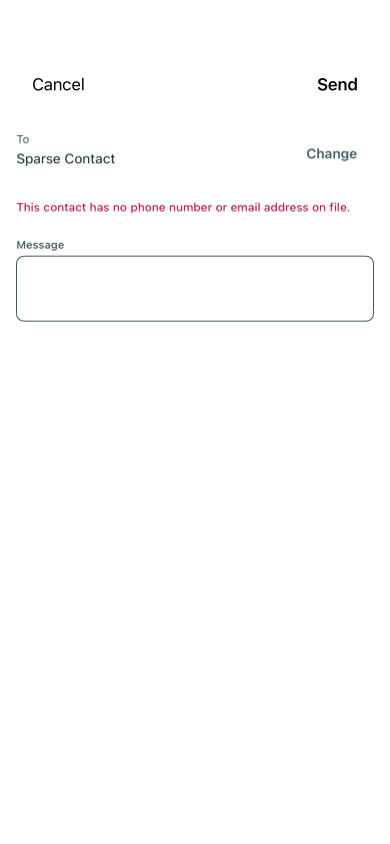 Cancel
Send
To
Sparse Contact
Change
This contact has no phone number or email address on file.
Message